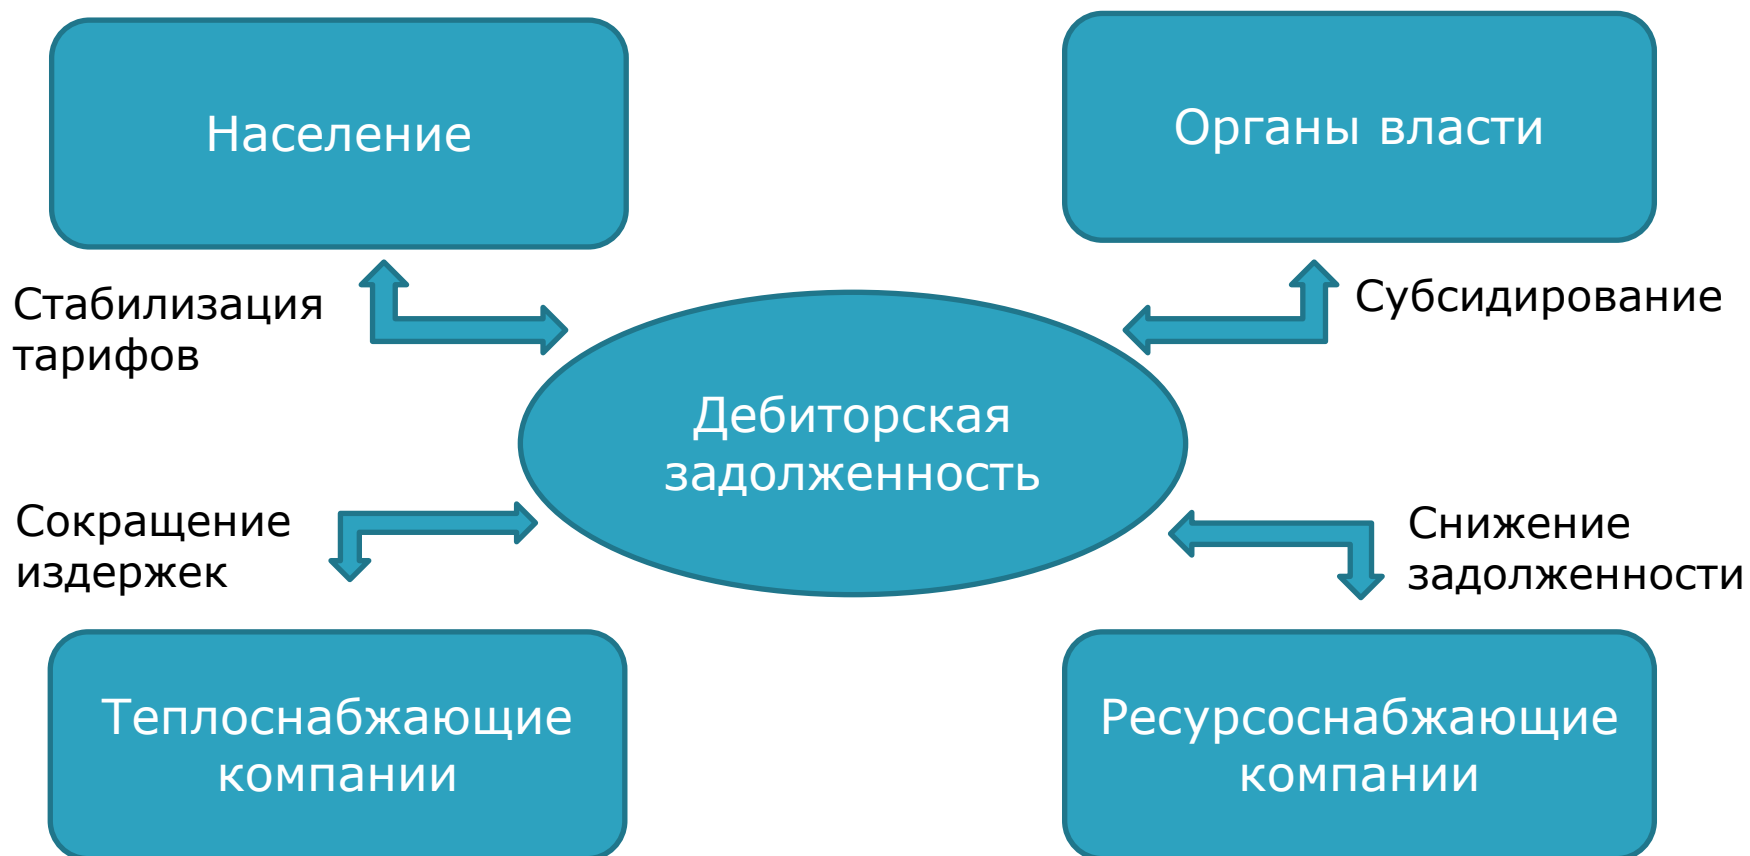 Население
Органы власти
Стабилизация
тарифов
Субсидирование
Дебиторская
задолженность
Сокращение
издержек
Снижение
задолженности
Теплоснабжающие
компании
Ресурсоснабжающие
компании